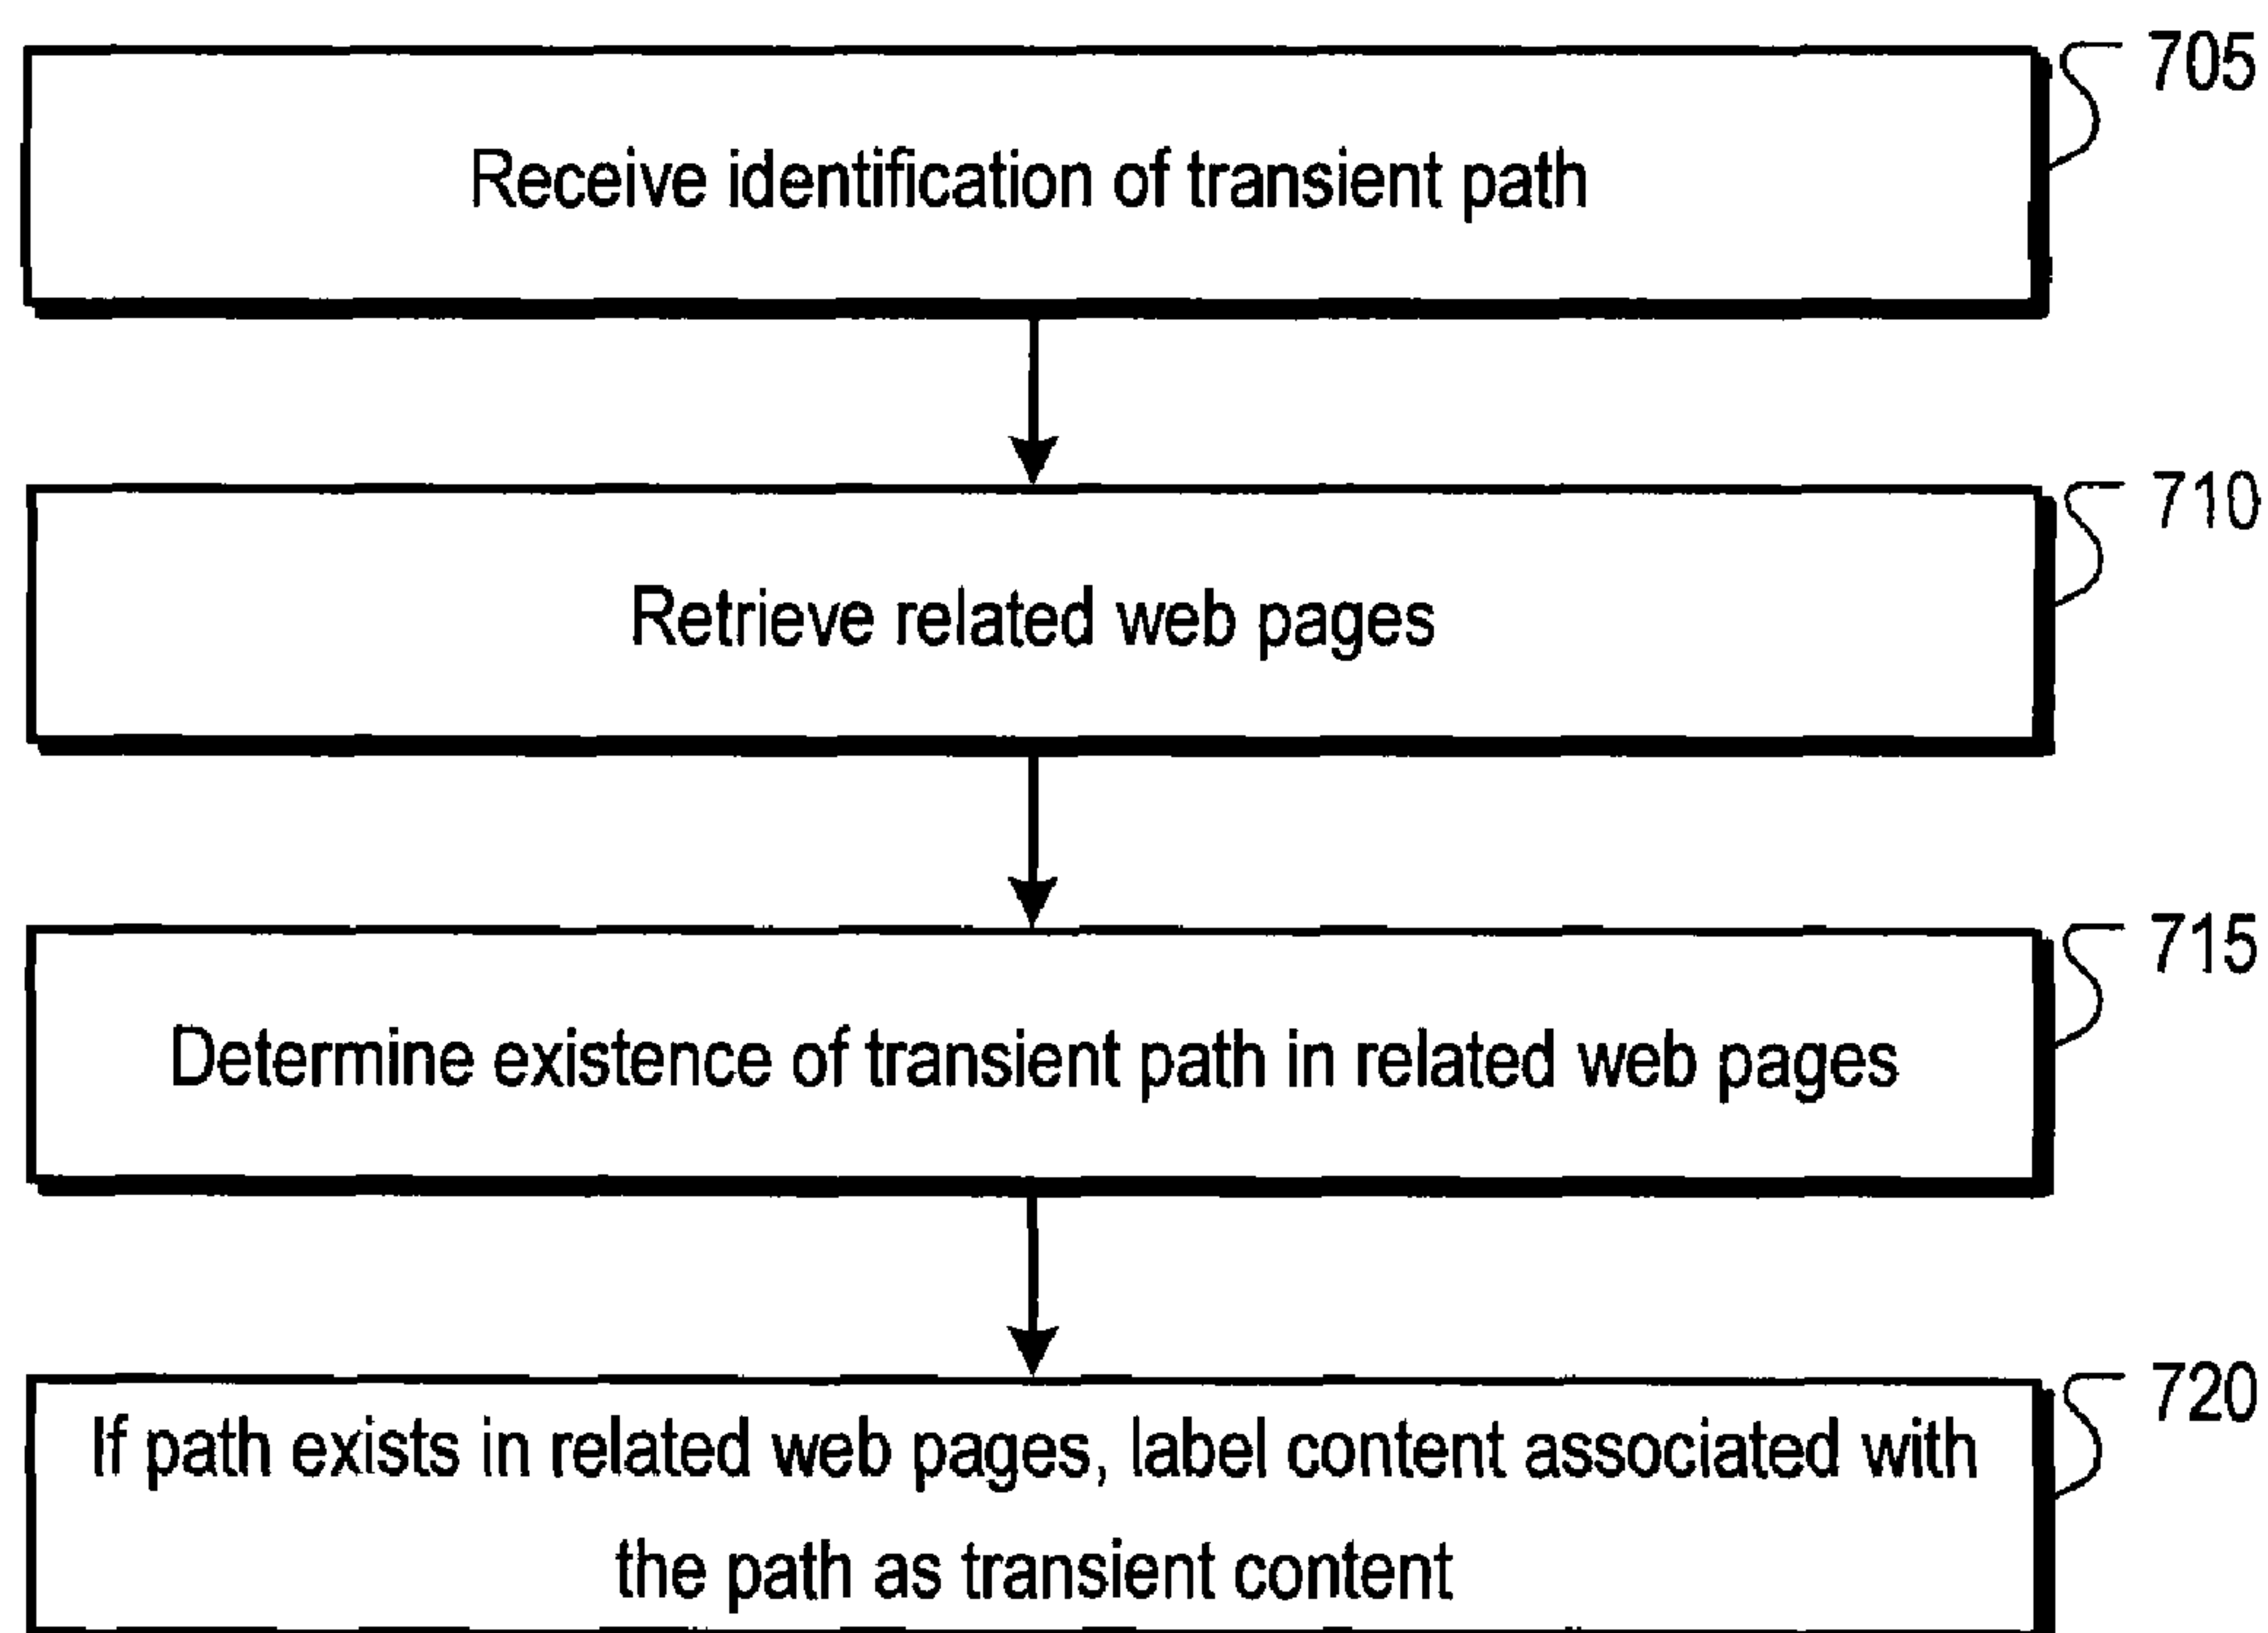 705
Receive identification of transient path
710
Retrieve related web pages
715
Determine existence of transient path in related web pages
720
If path exists in related web pages, label content associated with
the path as transient content